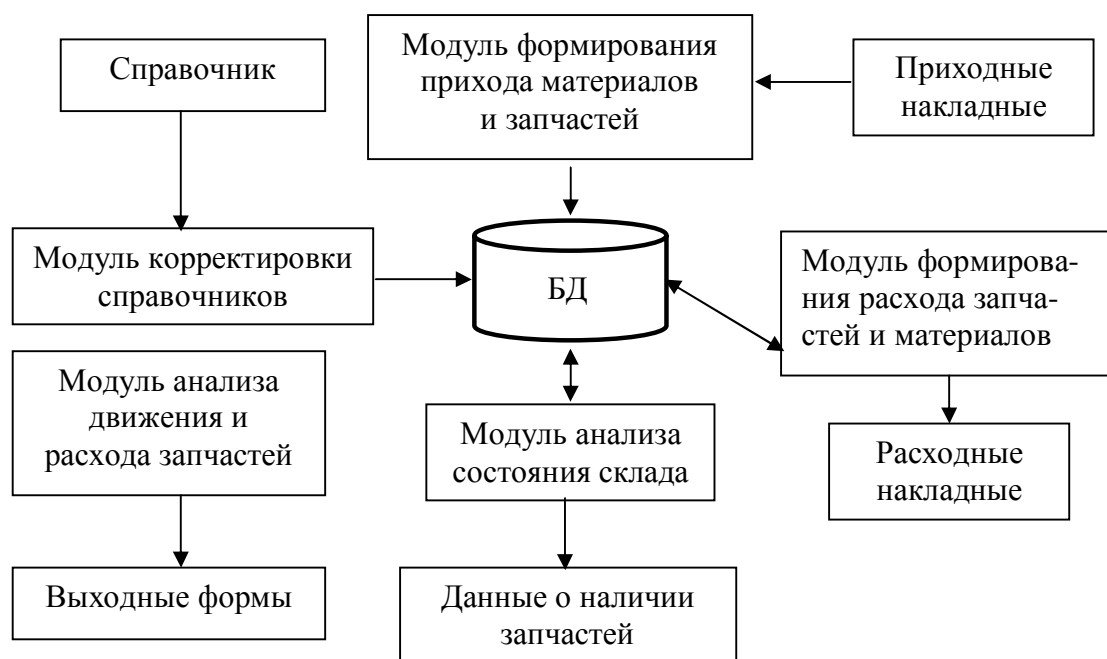 Справочник
Модуль формирования
прихода материалов
и запчастей
Приходные
накладные
Модуль корректировки
справочников
БД
Модуль формирова-
ния расхода запча-
стей и материалов
Модуль анализа
движения и
расхода запчастей
Модуль анализа
состояния склада
Расходные
накладные
Выходные формы
Данные о наличии
запчастей